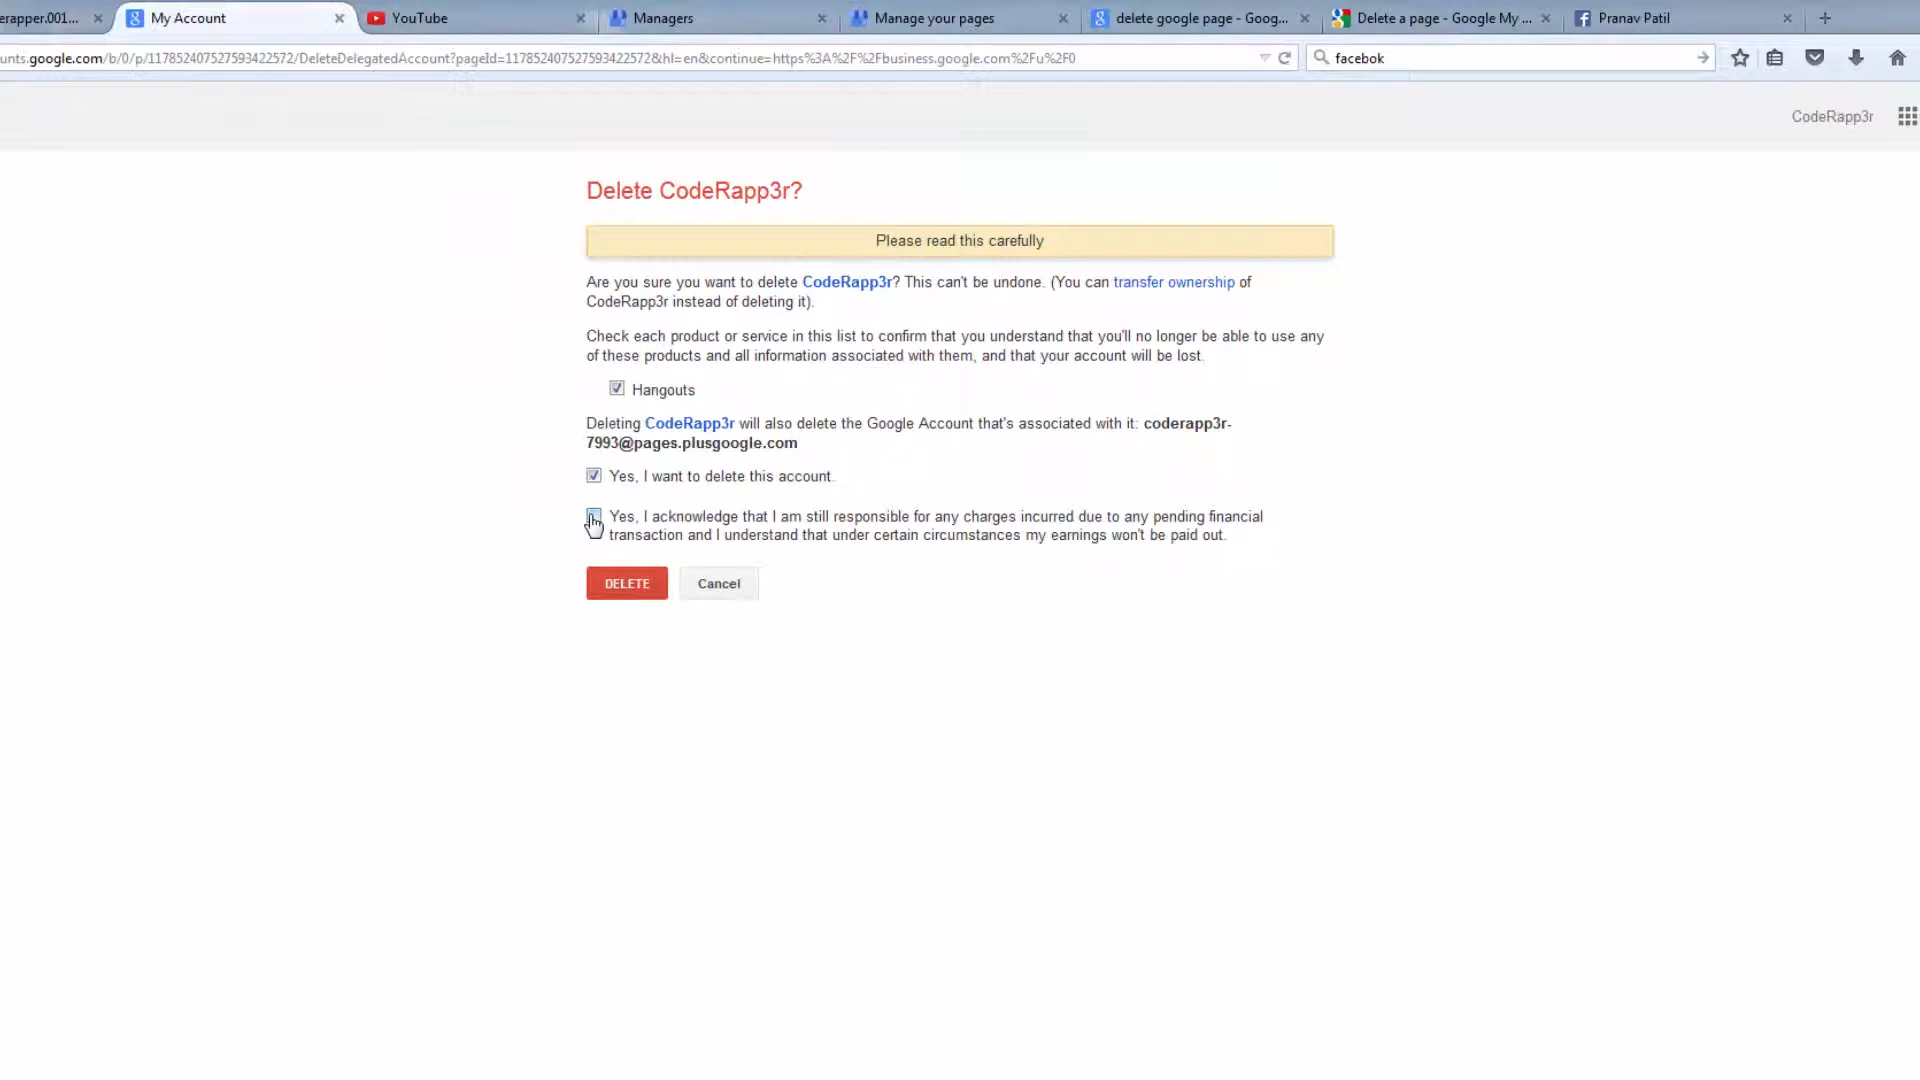 erapper.001... My Account YouTube Managers Manage your pages delete google page - Goog... Delete a page - Google My ... Pranav Patil
unts.google.com/b/0/p/117852407527593422572/DeleteDelegatedAccount?pageId=117852407527593422572&hl=en&continue=https%3A%2F%2Fbusiness.google.com%2Fu%2F0 facebok
CodeRapp3r
Delete CodeRapp3r?
Please read this carefully
Are you sure you want to delete CodeRapp3r? This can't be undone. (You can transfer ownership of
CodeRapp3r instead of deleting it).
Check each product or service in this list to confirm that you understand that you'll no longer be able to use any
of these products and all information associated with them, and that your account will be lost.
Hangouts
Deleting CodeRapp3r will also delete the Google Account that's associated with it: coderapp3r-
7993@pages.plusgoogle.com
Yes, I want to delete this account.
Yes, I acknowledge that I am still responsible for any charges incurred due to any pending financial
transaction and I understand that under certain circumstances my earnings won't be paid out.
DELETE Cancel